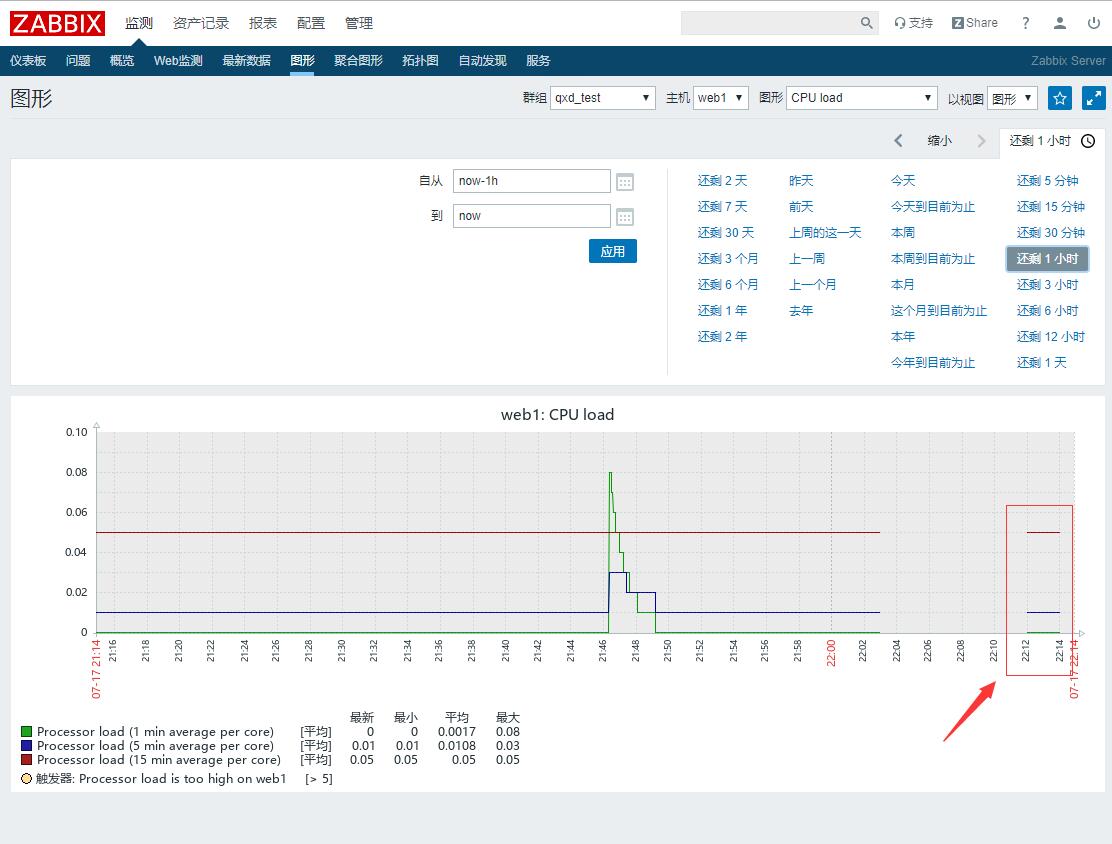 ZABBIX 监测 资产记录 报表 配置 管理 支持 Z Share ?
仪表板 问题 概览 Web监测 最新数据 图形 聚合图形 拓扑图 自动发现 服务 Zabbix Server
图形 群组 qxd_test 主机 web1 图形 CPU load 以视图 图形
缩小 还剩 1 小时
自从 now-1h
到 now
应用
还剩 2 天 昨天 今天 还剩 5 分钟
还剩 7 天 前天 今天到目前为止 还剩 15 分钟
还剩 30 天 上周的这一天 本周 还剩 30 分钟
还剩 3 个月 上一周 本周到目前为止 还剩 1 小时
还剩 6 个月 上一个月 本月 还剩 3 小时
还剩 1 年 去年 这个月到目前为止 还剩 6 小时
还剩 2 年 本年 还剩 12 小时
今年到目前为止 还剩 1 天
web1: CPU load
0.10
0.08
0.06
0.04
0.02
0
07-17 21:14 21:16 21:18 21:20 21:22 21:24 21:26 21:28 21:30 21:32 21:34 21:36 21:38 21:40 21:42 21:44 21:46 21:48 21:50 21:52 21:54 21:56 21:58 22:00 22:02 22:04 22:06 22:08 22:10 22:12 22:14 07-17 22:14
最新 最小 平均 最大
Processor load (1 min average per core) [平均] 0 0 0.0017 0.08
Processor load (5 min average per core) [平均] 0.01 0.01 0.0108 0.03
Processor load (15 min average per core) [平均] 0.05 0.05 0.05 0.05
触发器: Processor load is too high on web1 [> 5]